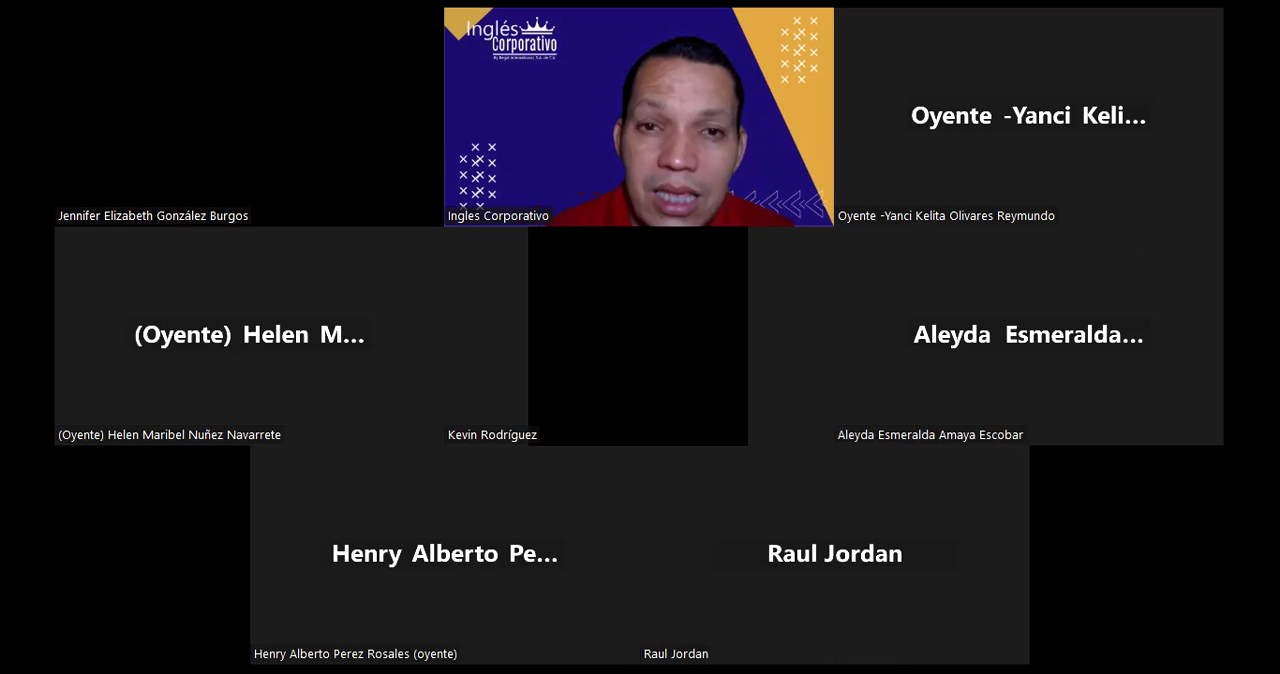 Inglés
Corporativo
Jennifer Elizabeth González Burgos
Ingles Corporativo
Oyente -Yanci Keli...
Oyente -Yanci Kelita Olivares Reymundo
(Oyente) Helen M...
(Oyente) Helen Maribel Nuñez Navarrete
Kevin Rodríguez
Aleyda Esmeralda...
Aleyda Esmeralda Amaya Escobar
Henry Alberto Pe...
Henry Alberto Perez Rosales (oyente)
Raul Jordan
Raul Jordan